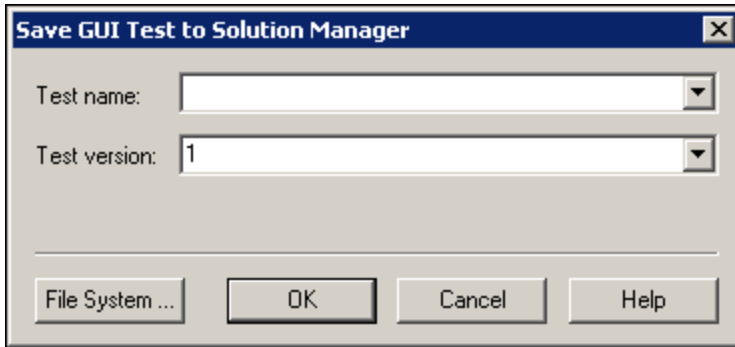 Save GUI Test to Solution Manager
Test name:
Test version: 1
File System ... OK Cancel Help